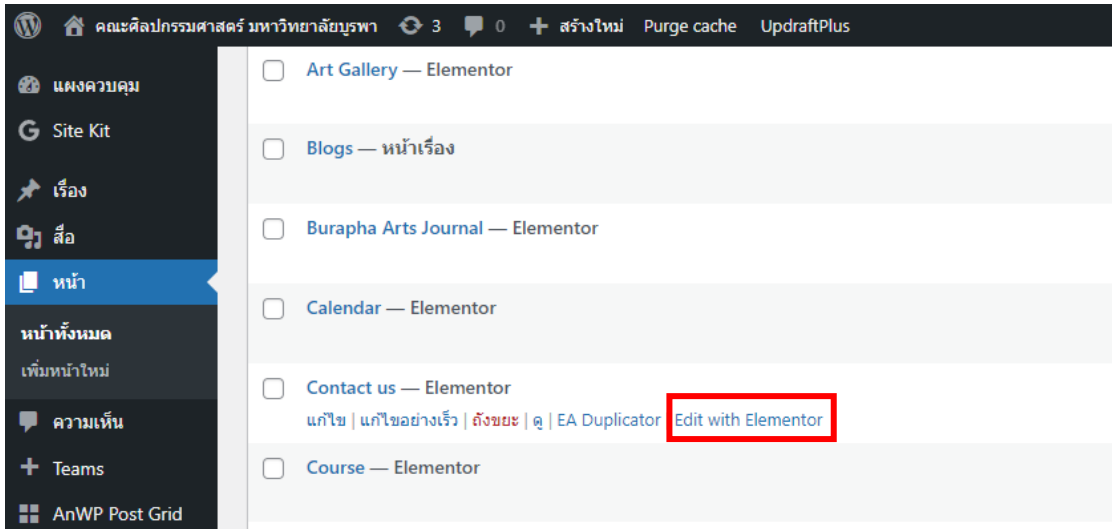 คณะศิลปกรรมศาสตร์ มหาวิทยาลัยบูรพา 3 0 + สร้างใหม่ Purge cache UpdraftPlus
แผงควบคุม
Site Kit
เรื่อง
สื่อ
หน้า
หน้าทั้งหมด
เพิ่มหน้าใหม่
ความเห็น
Teams
AnWP Post Grid
Art Gallery — Elementor
Blogs — หน้าเรื่อง
Burapha Arts Journal — Elementor
Calendar — Elementor
Contact us — Elementor
แก้ไข | แก้ไขอย่างเร็ว | ถังขยะ | ดู | EA Duplicator | Edit with Elementor
Course — Elementor